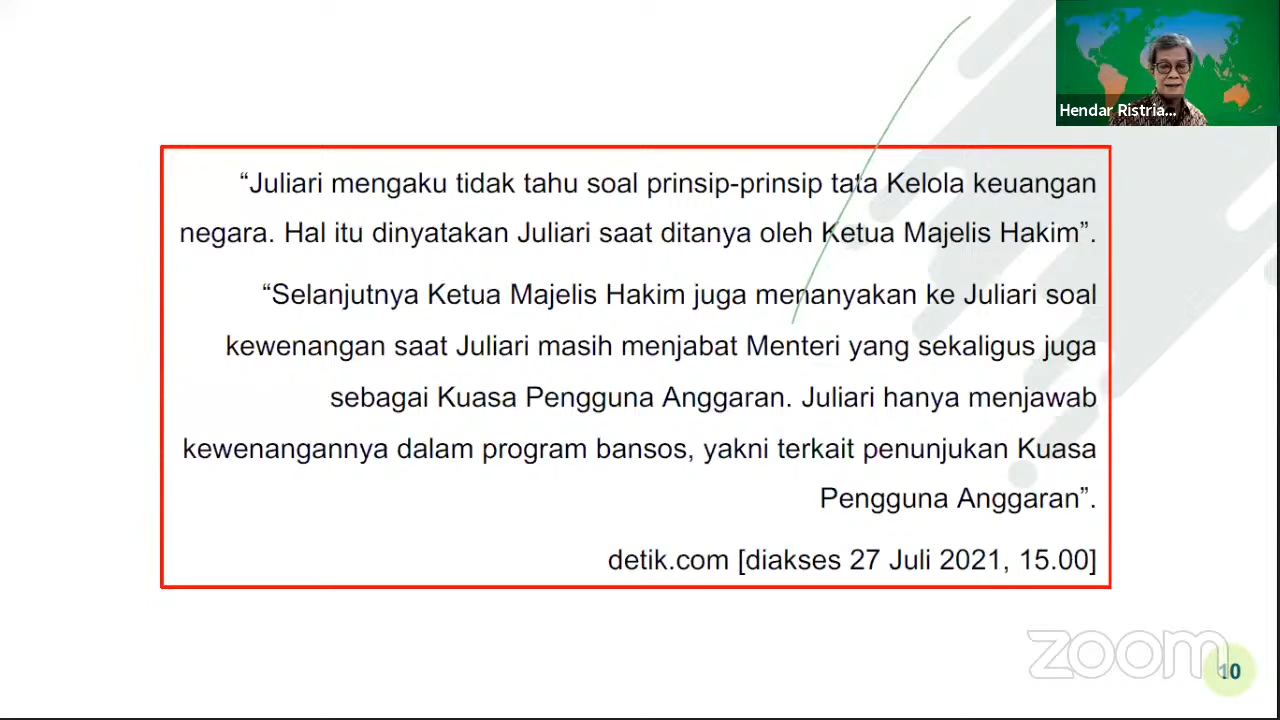 Hendar Ristria...
“Juliari mengaku tidak tahu soal prinsip-prinsip tata Kelola keuangan
negara. Hal itu dinyatakan Juliari saat ditanya oleh Ketua Majelis Hakim”.
“Selanjutnya Ketua Majelis Hakim juga menanyakan ke Juliari soal
kewenangan saat Juliari masih menjabat Menteri yang sekaligus juga
sebagai Kuasa Pengguna Anggaran. Juliari hanya menjawab
kewenangannya dalam program bansos, yakni terkait penunjukan Kuasa
Pengguna Anggaran”.
detik.com [diakses 27 Juli 2021, 15.00]
zoom
10